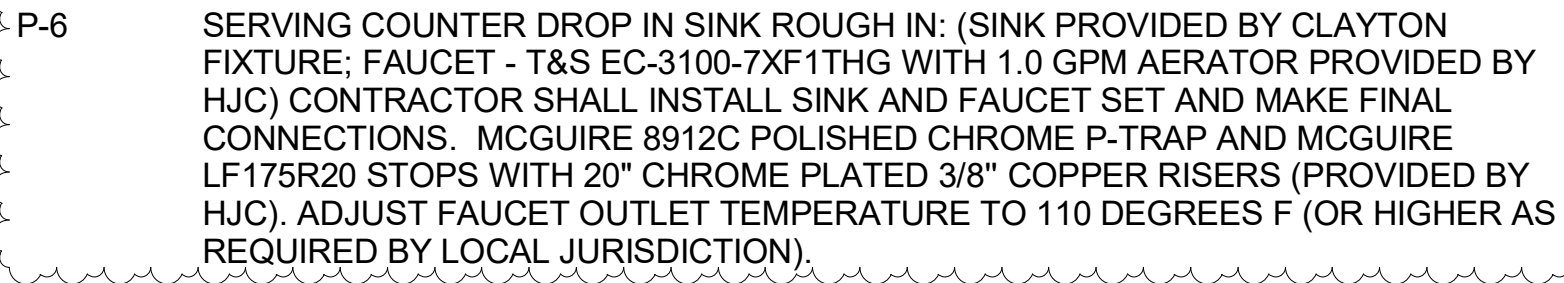 P-6 SERVING COUNTER DROP IN SINK ROUGH IN: (SINK PROVIDED BY CLAYTON
FIXTURE; FAUCET - T&S EC-3100-7XF1THG WITH 1.0 GPM AERATOR PROVIDED BY
HJC) CONTRACTOR SHALL INSTALL SINK AND FAUCET SET AND MAKE FINAL
CONNECTIONS. MCGUIRE 8912C POLISHED CHROME P-TRAP AND MCGUIRE
LF175R20 STOPS WITH 20" CHROME PLATED 3/8" COPPER RISERS (PROVIDED BY
HJC). ADJUST FAUCET OUTLET TEMPERATURE TO 110 DEGREES F (OR HIGHER AS
REQUIRED BY LOCAL JURISDICTION).